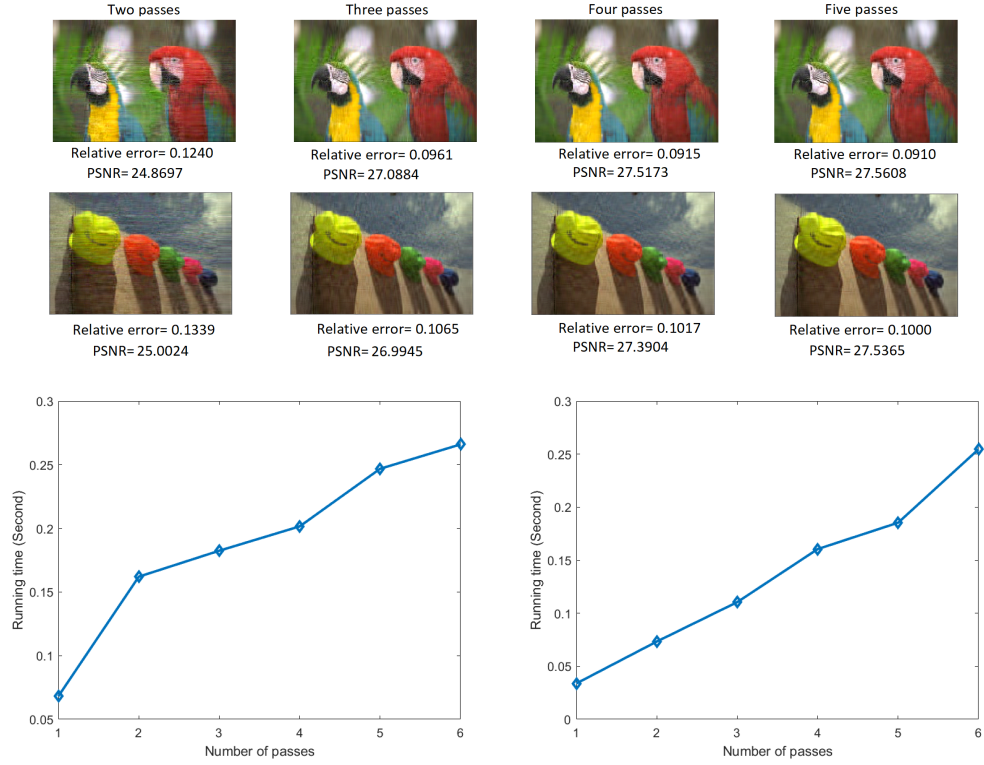 Two passes
Three passes
Four passes
Five passes
Relative error= 0.1240
PSNR= 24.8697
Relative error= 0.0961
PSNR= 27.0884
Relative error= 0.0915
PSNR= 27.5173
Relative error= 0.0910
PSNR= 27.5608
Relative error= 0.1339
PSNR= 25.0024
Relative error= 0.1065
PSNR= 26.9945
Relative error= 0.1017
PSNR= 27.3904
Relative error= 0.1000
PSNR= 27.5365
Running time (Second)
0.3
0.25
0.2
0.15
0.1
0.05
1 2 3 4 5 6
Number of passes
Running time (Second)
0.3
0.25
0.2
0.15
0.1
0.05
0
1 2 3 4 5 6
Number of passes